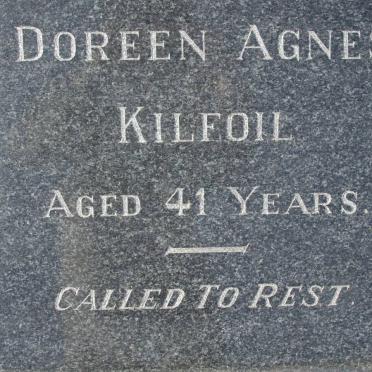 DOREEN AGNES
KILFOIL
AGED 41 YEARS.
CALLED TO REST.